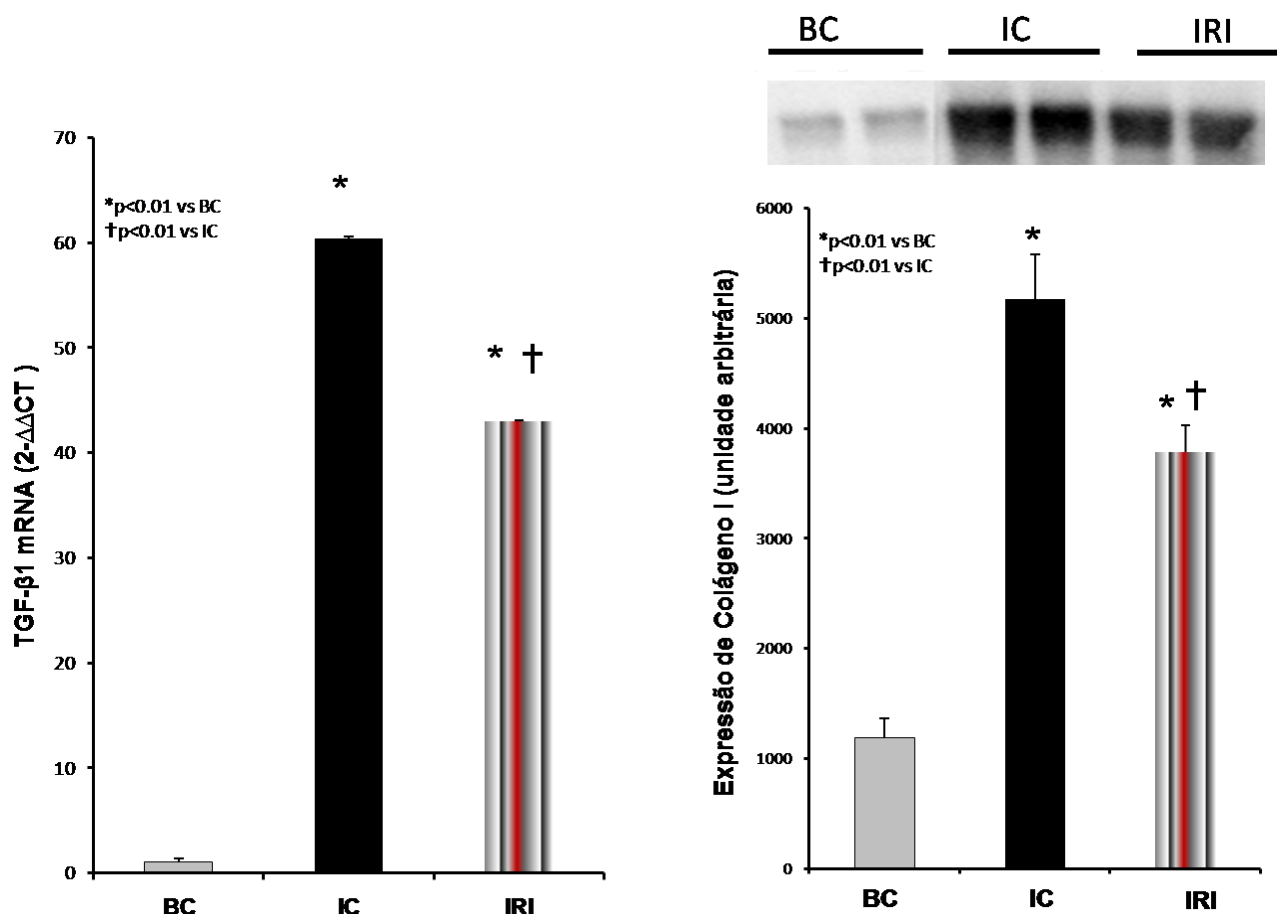 BC IC IRI
70
60
50
40
30
20
10
0
TGF-β1 mRNA (2-ΔΔCT )
*p<0.01 vs BC
†p<0.01 vs IC
*
* †
BC IC IRI
6000
5000
4000
3000
2000
1000
0
Expressão de Colágeno I (unidade arbitrária)
*p<0.01 vs BC
†p<0.01 vs IC
*
* †
BC IC IRI